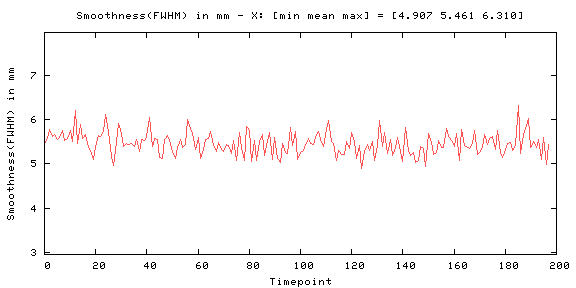 Smoothness(FWHM) in mm - X: [min mean max] = [4.907 5.461 6.310]
7
6
5
4
3
Smoothness(FWHM) in mm
0 20 40 60 80 100 120 140 160 180 200
Timepoint